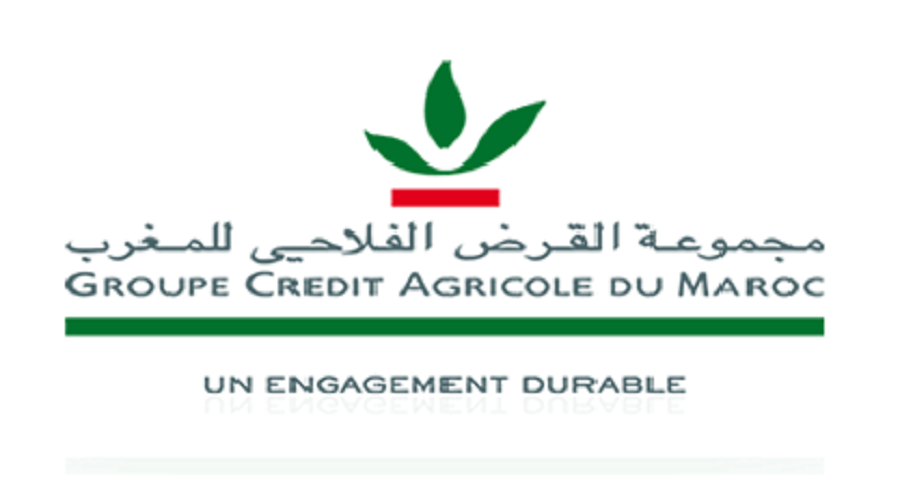 مجموعة القرض الفلاحي للمغرب
GROUPE CREDIT AGRICOLE DU MAROC
UN ENGAGEMENT DURABLE